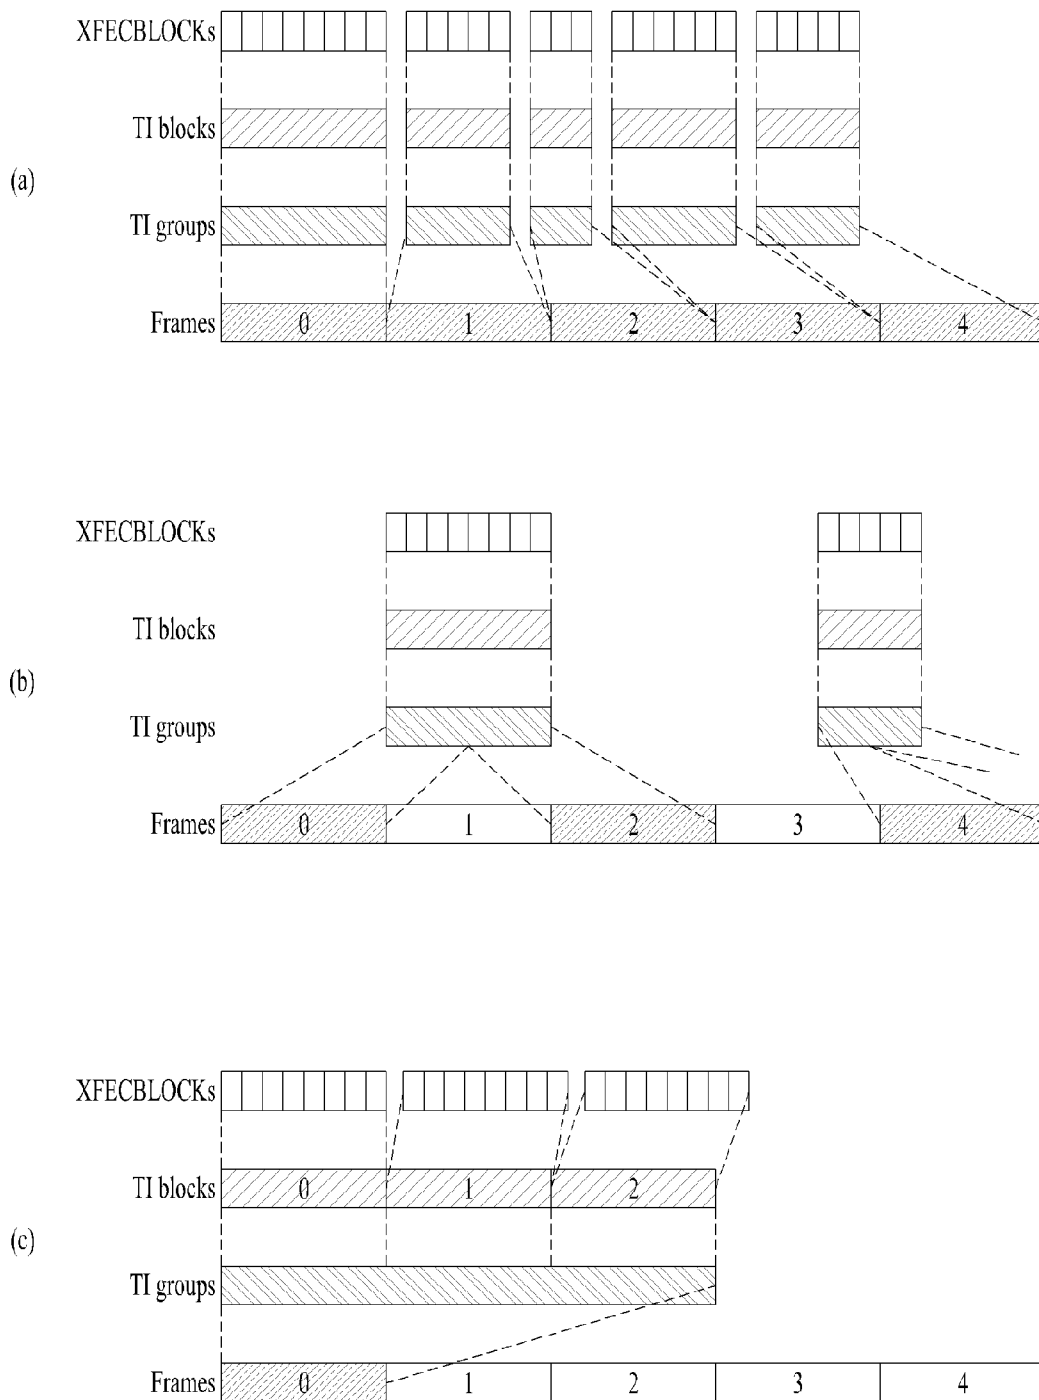 XFECBLOCKs
TI blocks
(a)
TI groups
Frames 0 1 2 3 4
XFECBLOCKs
TI blocks
(b)
TI groups
Frames 0 1 2 3 4
XFECBLOCKs
TI blocks 0 1 2
(c)
TI groups
Frames 0 1 2 3 4